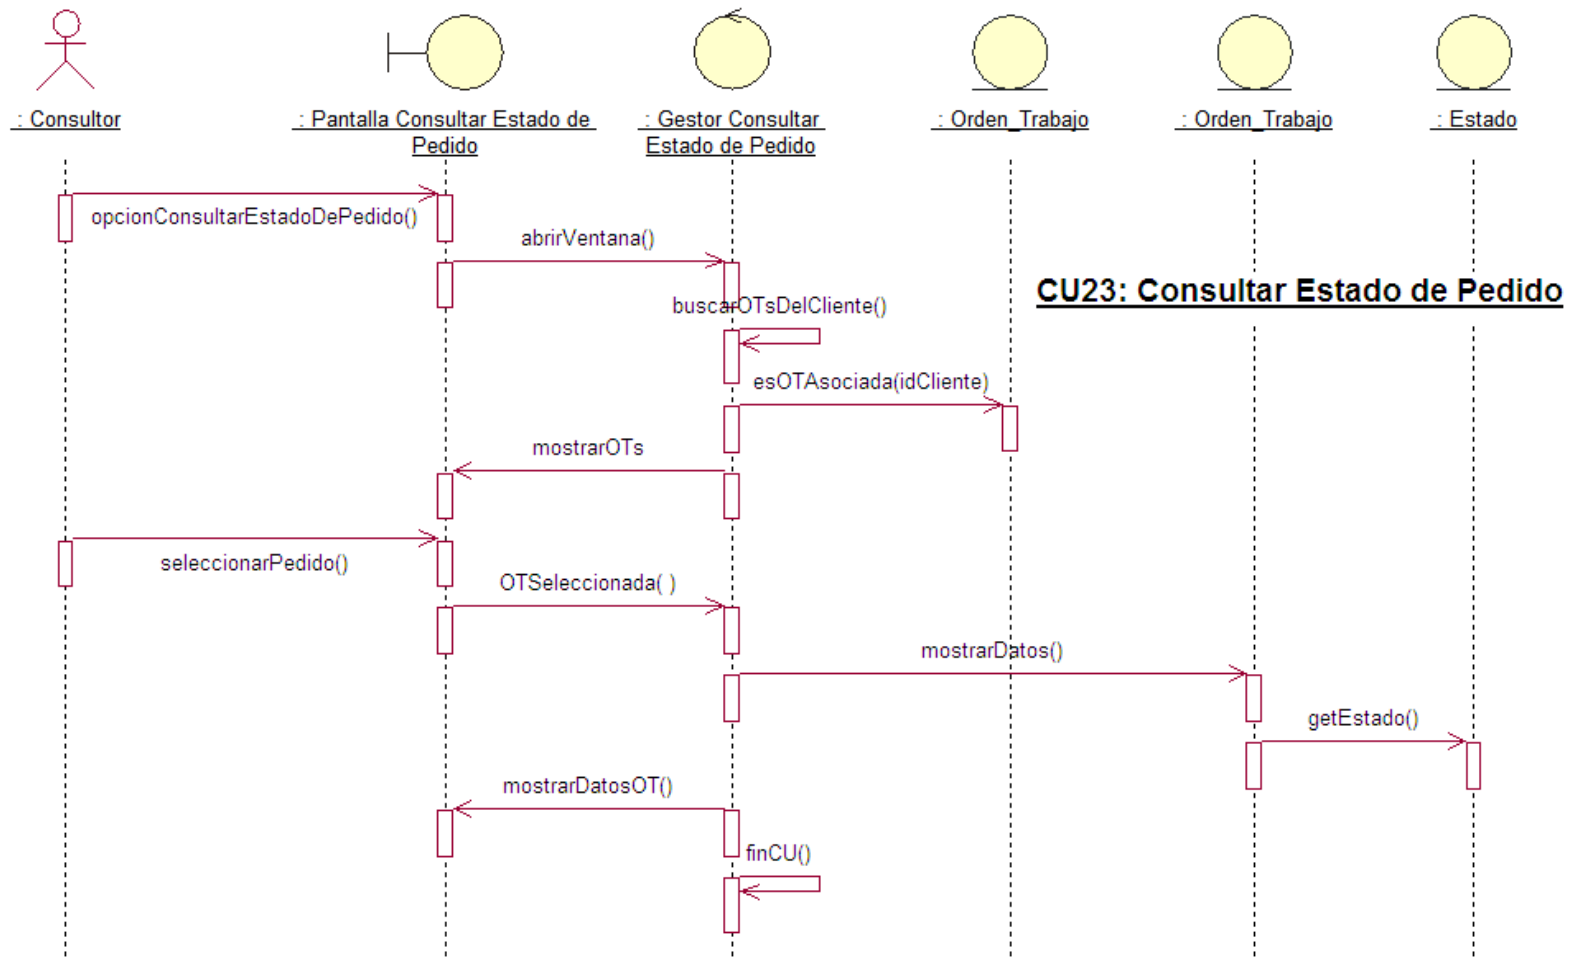 : Consultor
: Pantalla Consultar Estado de
Pedido
: Gestor Consultar
Estado de Pedido
: Orden_Trabajo
: Orden_Trabajo
: Estado
opcionConsultarEstadoDePedido()
abrirVentana()
CU23: Consultar Estado de Pedido
buscarOTsDelCliente()
esOTAsociada(idCliente)
mostrarOTs
seleccionarPedido()
OTSeleccionada( )
mostrarDatos()
getEstado()
mostrarDatosOT()
finCU()